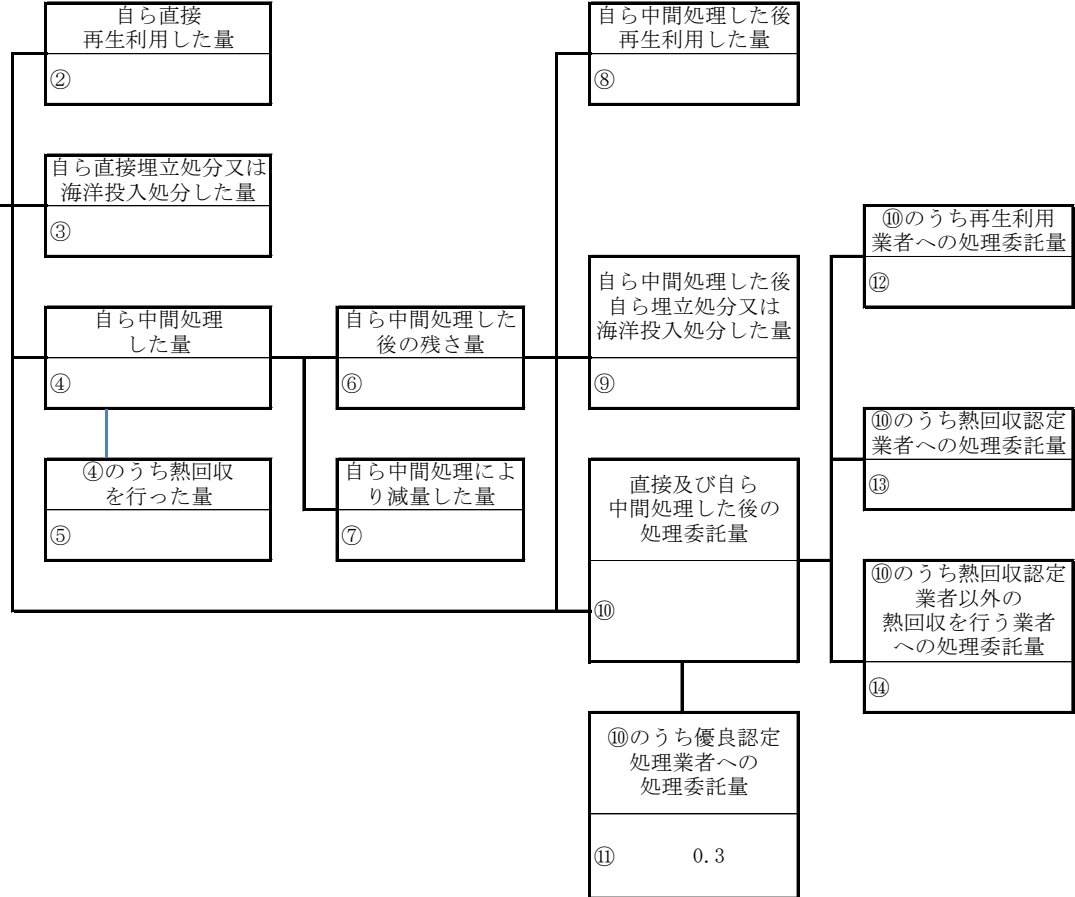 自ら直接
再生利用した量
②
自ら直接埋立処分又は
海洋投入処分した量
③
自ら中間処理
した量
④
④のうち熱回収
を行った量
⑤
自ら中間処理した
後の残さ量
⑥
自ら中間処理によ
り減量した量
⑦
自ら中間処理した後
再生利用した量
⑧
自ら中間処理した後
自ら埋立処分又は
海洋投入処分した量
⑨
直接及び自ら
中間処理した後の
処理委託量
⑩
⑩のうち優良認定
処理業者への
処理委託量
⑪ 0.3
⑩のうち再生利用
業者への処理委託量
⑫
⑩のうち熱回収認定
業者への処理委託量
⑬
⑩のうち熱回収認定
業者以外の
熱回収を行う業者
への処理委託量
⑭